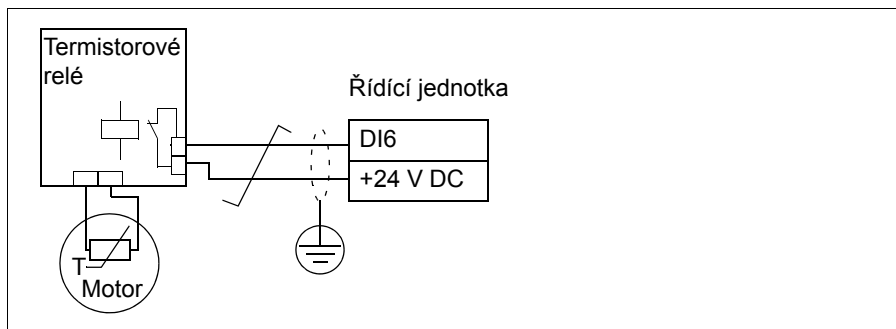 Termistorové
relé
Řídící jednotka
DI6
+24 V DC
T
Motor